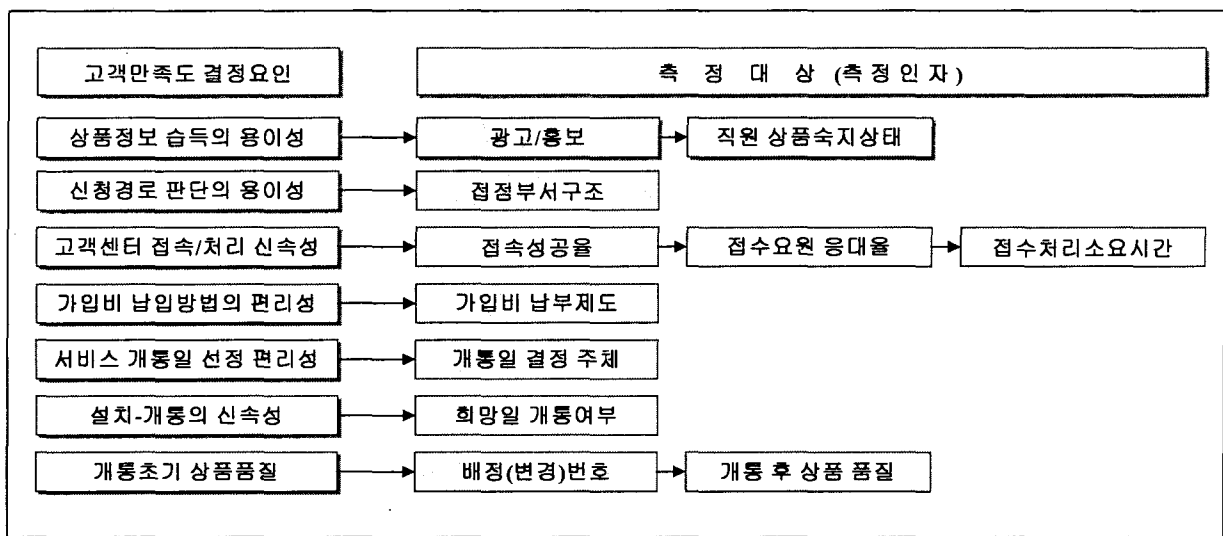 고객만족도 결정요인 측 정 대 상 (측정인자)
상품정보 습득의 용이성 광고/홍보 직원 상품숙지상태
신청경로 판단의 용이성 접점부서구조
고객센터 접속/처리 신속성 접속성공율 접수요원 응대율 접수처리소요시간
가입비 납입방법의 편리성 가입비 납부제도
서비스 개통일 선정 편리성 개통일 결정 주체
설치-개통의 신속성 희망일 개통여부
개통초기 상품품질 배정(변경)번호 개통 후 상품 품질